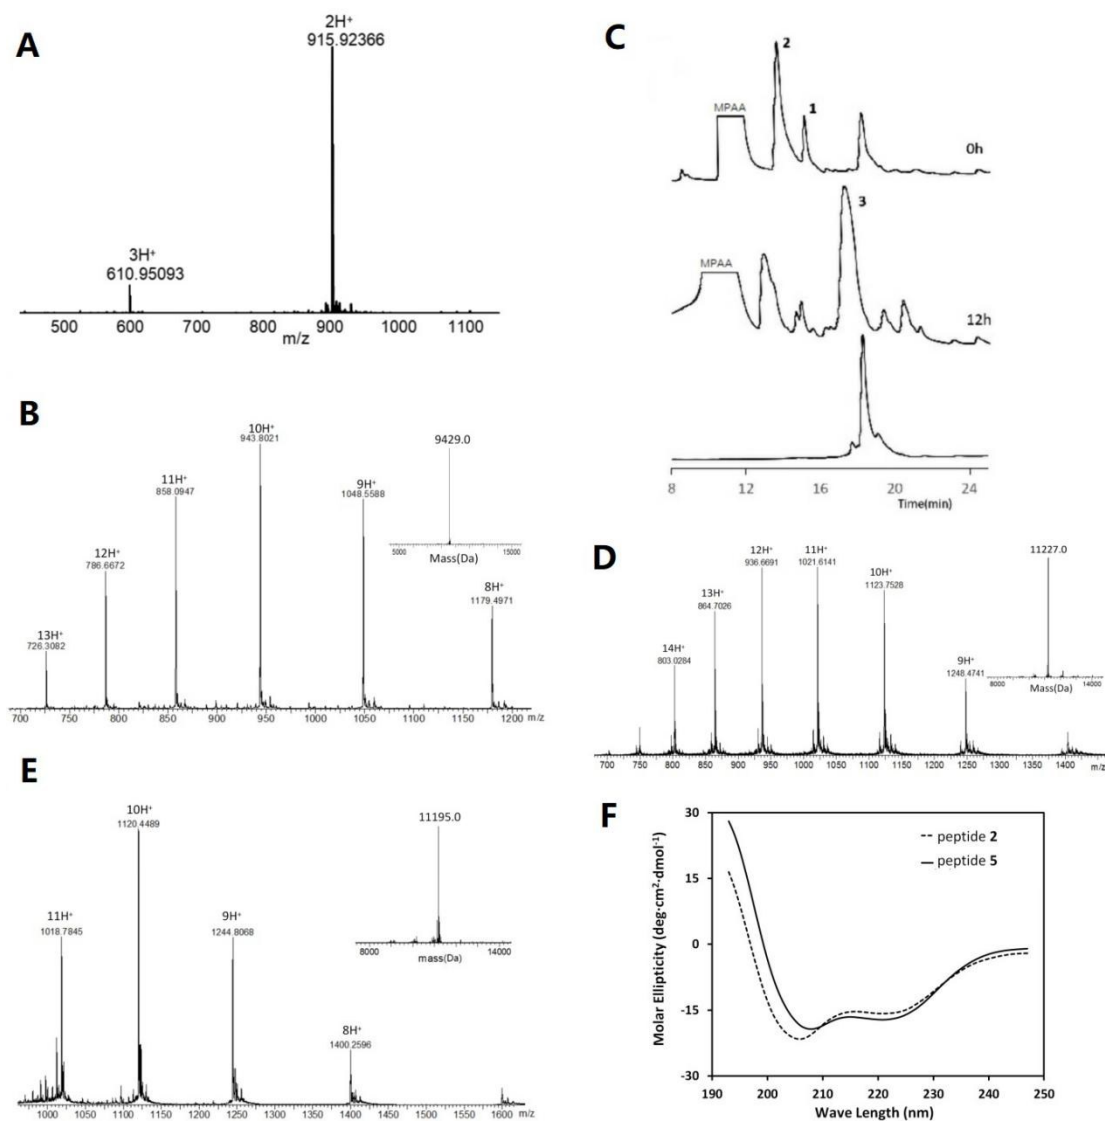 A
2H⁺
915.92366
3H⁺
610.95093
500 600 700 800 900 1000 1100
m/z
B
13H⁺
726.3082
12H⁺
786.6672
11H⁺
858.0947
10H⁺
943.8021
9H⁺
1048.5588
8H⁺
1179.4971
9429.0
5000 15000
Mass(Da)
700 750 800 850 900 950 1000 1050 1100 1150 1200 m/z
C
2
MPAA
1
0h
3
MPAA
12h
8 12 16 20 24
Time(min)
D
14H⁺
803.0284
13H⁺
864.7026
12H⁺
936.6691
11H⁺
1021.6141
10H⁺
1123.7528
9H⁺
1248.4741
11227.0
8000 14000
Mass(Da)
700 750 800 850 900 950 1000 1050 1100 1150 1200 1250 1300 1350 1400 m/z
E
11H⁺
1018.7845
10H⁺
1120.4489
9H⁺
1244.8068
8H⁺
1400.2596
11195.0
8000 14000
mass(Da)
1000 1050 1100 1150 1200 1250 1300 1350 1400 1450 1500 1550 1600 m/z
F
30
15
0
-15
-30
Molar Ellipticity (deg·cm²·dmol⁻¹)
peptide 2
peptide 5
190 200 210 220 230 240 250
Wave Length (nm)